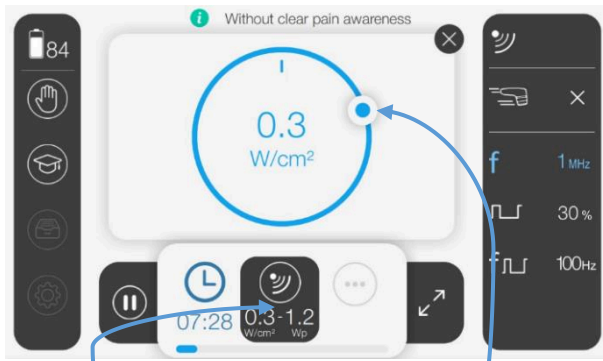 Without clear pain awareness
84
0.3
W/cm²
f 1 MHz
30 %
f 100Hz
07:28
0.3-1.2
W/cm² Wp